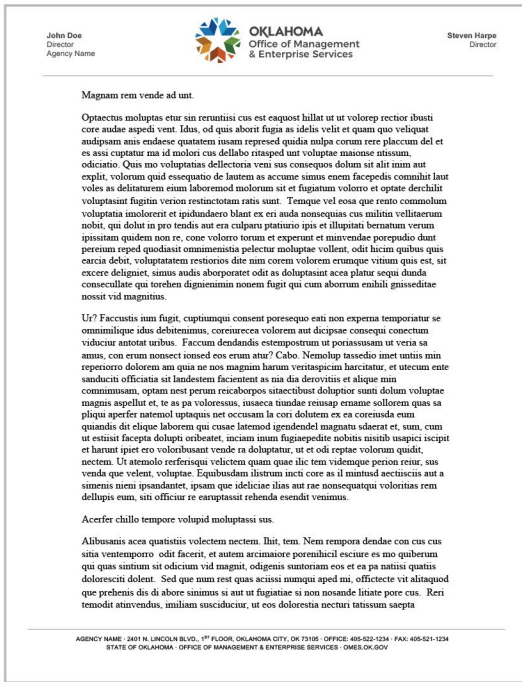 John Doe
Director
Agency Name
OKLAHOMA
Office of Management
& Enterprise Services
Steven Harpe
Director
Magnam rem vende ad unt.
Optaectus moluptas etur sin reruntiisi cus est eaquost hillat ut ut volorep rectior ibusti
core audae aspedi vent. Idus, od quis aborit fugia as idelis velit et quam quo veliquat
audipsam anis endaese quatatem iusam represed quidia nulpa corum rere placcum del et
es assi cuptatur ma id molori cus dellabo ritasped unt voluptae maionse ntissum,
odiciatio. Quis mo voluptatias dellectoria veni sus consequos dolum sit alit inim aut
explit, volorum quid essequatio de lautem as accume simus enem facepedis comnihit laut
voles as delitaturem eium laboremod molorum sit et fugiatum volorro et optate derchilit
voluptasint fugitin verion restinctotam ratis sunt. Temque vel eosa que rento commolum
voluptatia imolorerit et ipidundaero blant ex eri auda nonsequias cus militin vellitaerum
nobit, qui dolut in pro tendis aut era culparu ptatiurio ipis et illupitati bernatum verum
ipissitam quidem non re, cone volorro torum et experunt et minvendae porepudio dunt
pereium reped quodiasit omnimenistia pelectur moluptae vollent, odit hicim quibus quis
earcia debit, voluptatatem restiorios dite nim corem volorem erumque vitium quis est, sit
excere deligniet, simus audis aborporatet odit as doluptasint acea platur sequi dunda
consecullate qui torehen dignienimin nonem fugit qui cum aborrum enihili gnisseditae
nossit vid magnitius.
Ur? Faccustis ium fugit, cuptiumqui consent poresequo eati non experna temporiatur se
omnimilique idus debitenimus, coreiurecea volorem aut dicipsae consequi conectum
viduciur antotat uribus. Faccum dendandis estempostrum ut poriassusam ut veria sa
amus, con erum nonsect ionsed eos erum atur? Cabo. Nemolup tassedio imet untiis min
reperiorro dolorem am quia ne nos magnim harum veritaspicim harcitatur, et utecum ente
sanduciti officiatia sit landestem facientent as nia dia derovitiis et alique min
comnimusam, optam nest perum reicaborpos sitaectibust doluptior sunti dolum voluptae
magnis aspellut et, te as pa voloressus, iusaeca tiundae reiusap ername sollorem quas sa
pliqui aperfer natemol uptaquis net occusam la cori dolutem ex ea coreiusda eum
quiandis dit elique laborem qui cusae latemod igendendel magnatu sdaerat et, sum, cum
ut estiisit facepta dolupti oribeatet, inciam inum fugiaepedite nobitis nisitib usapici iscipit
et harunt ipiet ero voloribusant vende ra doluptatur, ut et odi reptae volorum quidit,
nectem. Ut atemolo rerferisqui velictem quam quae ilic tem videmque perion reiur, sus
venda que velent, voluptae. Equibusdam ilistrum incti core as il mintusd aectiisciis aut a
simenis nieni ipsandantet, ipsam que ideliciae ilias aut rae nonsequatqui voloritias rem
dellupis eum, siti officiur re earuptassit rehenda esendit venimus.
Acerfer chillo tempore volupid moluptassi sus.
Alibusanis acea quatistiis volectem nectem. Ihit, tem. Nem rempora dendae con cus cus
sitia ventemporro odit facerit, et autem arcimaiore porenihicil esciure es mo quiberum
qui quas sintium sit odicium vid magnit, odigenis suntoriam eos et ea pa natiisi quatiis
doloresciti dolent. Sed que num rest quas aciissi numqui aped mi, offictecte vit alitaquod
que prehenis dis di abore sinimus si aut ut fugiatiae si non nosande litiate pore cus. Reri
temodit atinvendus, imiliam susciduciur, ut eos dolorestia necturi tatissum saepta
AGENCY NAME · 2401 N. LINCOLN BLVD., 1ST FLOOR, OKLAHOMA CITY, OK 73105 · OFFICE: 405-522-1234 · FAX: 405-521-1234
STATE OF OKLAHOMA · OFFICE OF MANAGEMENT & ENTERPRISE SERVICES · OMES.OK.GOV